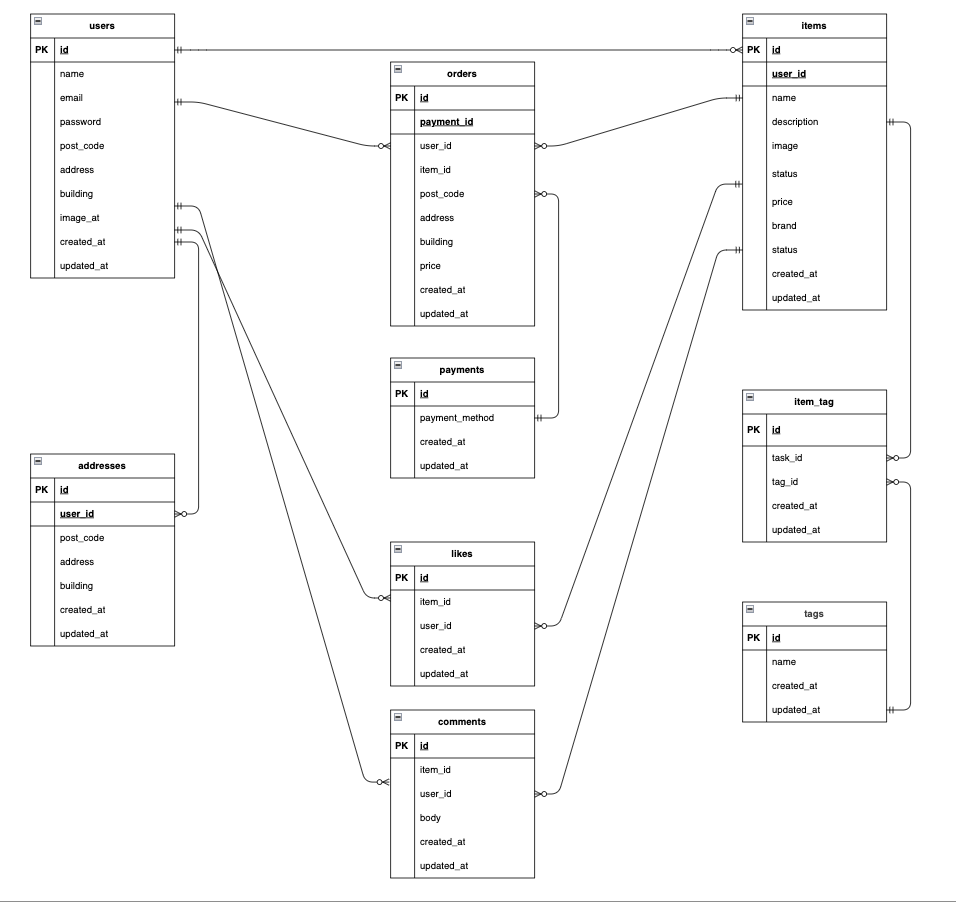 users
PK id
name
email
password
post_code
address
building
image_at
created_at
updated_at
items
PK id
user_id
name
description
image
status
price
brand
status
created_at
updated_at
orders
PK id
payment_id
user_id
item_id
post_code
address
building
price
created_at
updated_at
payments
PK id
payment_method
created_at
updated_at
item_tag
PK id
task_id
tag_id
created_at
updated_at
addresses
PK id
user_id
post_code
address
building
created_at
updated_at
likes
PK id
item_id
user_id
created_at
updated_at
tags
PK id
name
created_at
updated_at
comments
PK id
item_id
user_id
body
created_at
updated_at